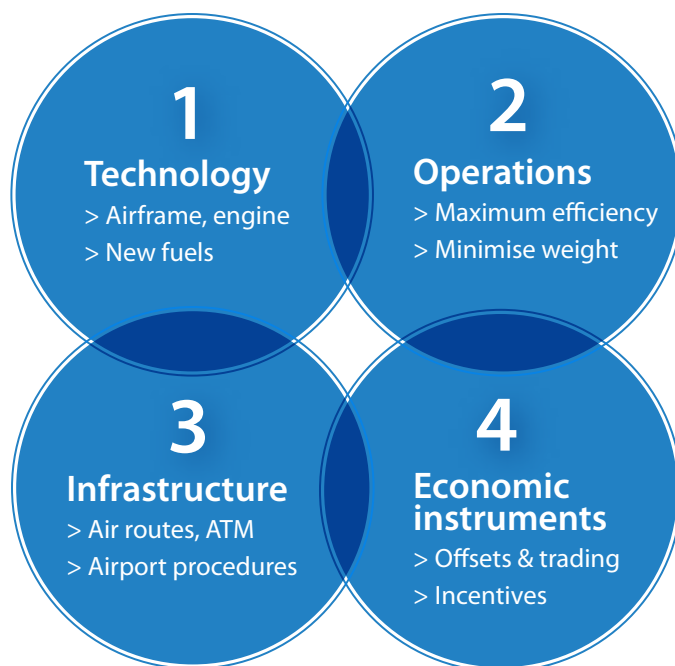 1
Technology
> Airframe, engine
> New fuels
2
Operations
> Maximum efficiency
> Minimise weight
3
Infrastructure
> Air routes, ATM
> Airport procedures
4
Economic
instruments
> Offsets & trading
> Incentives